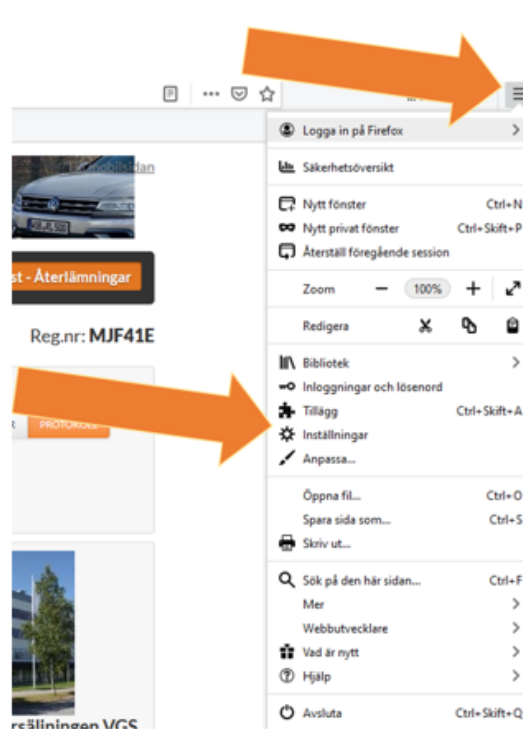 Logga in på Firefox
Säkerhetsöversikt
Nytt fönster Ctrl+N
Nytt privat fönster Ctrl+Skift+P
Återställ föregående session
Zoom 100%
Redigera
Bibliotek
Inloggningar och lösenord
Tillägg Ctrl+Skift+A
Inställningar
Anpassa...
Öppna fil... Ctrl+O
Spara sida som... Ctrl+S
Skriv ut...
Sök på den här sidan... Ctrl+F
Mer
Webbutvecklare
Vad är nytt
Hjälp
Avsluta Ctrl+Skift+Q
st - Återlämningar
Reg.nr: MJF41E
R PROTOKOLL
rsäljningen VGS